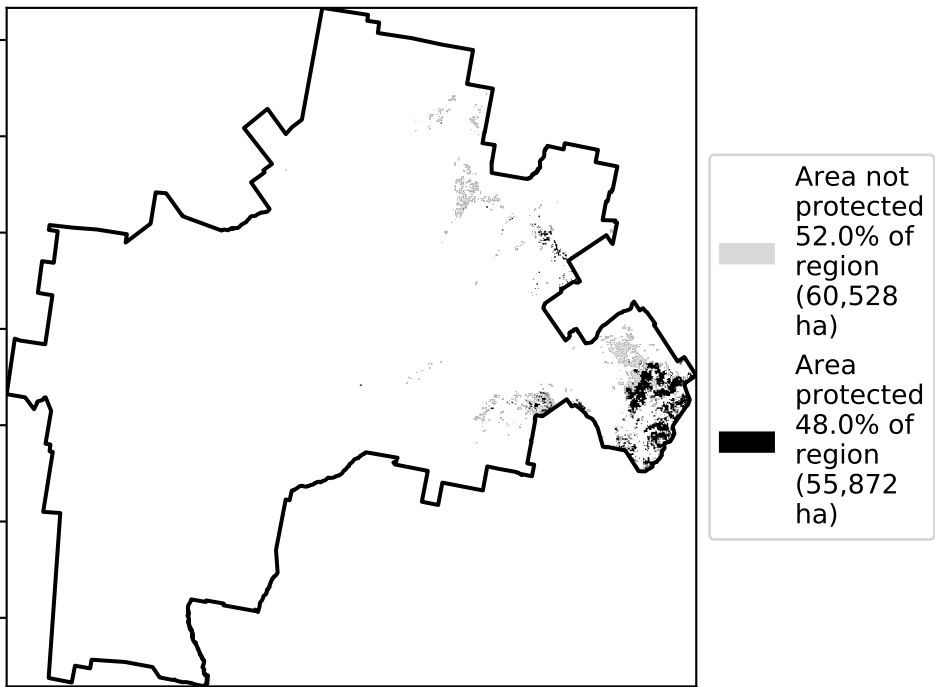 Area not
protected
52.0% of
region
(60,528
ha)
Area
protected
48.0% of
region
(55,872
ha)